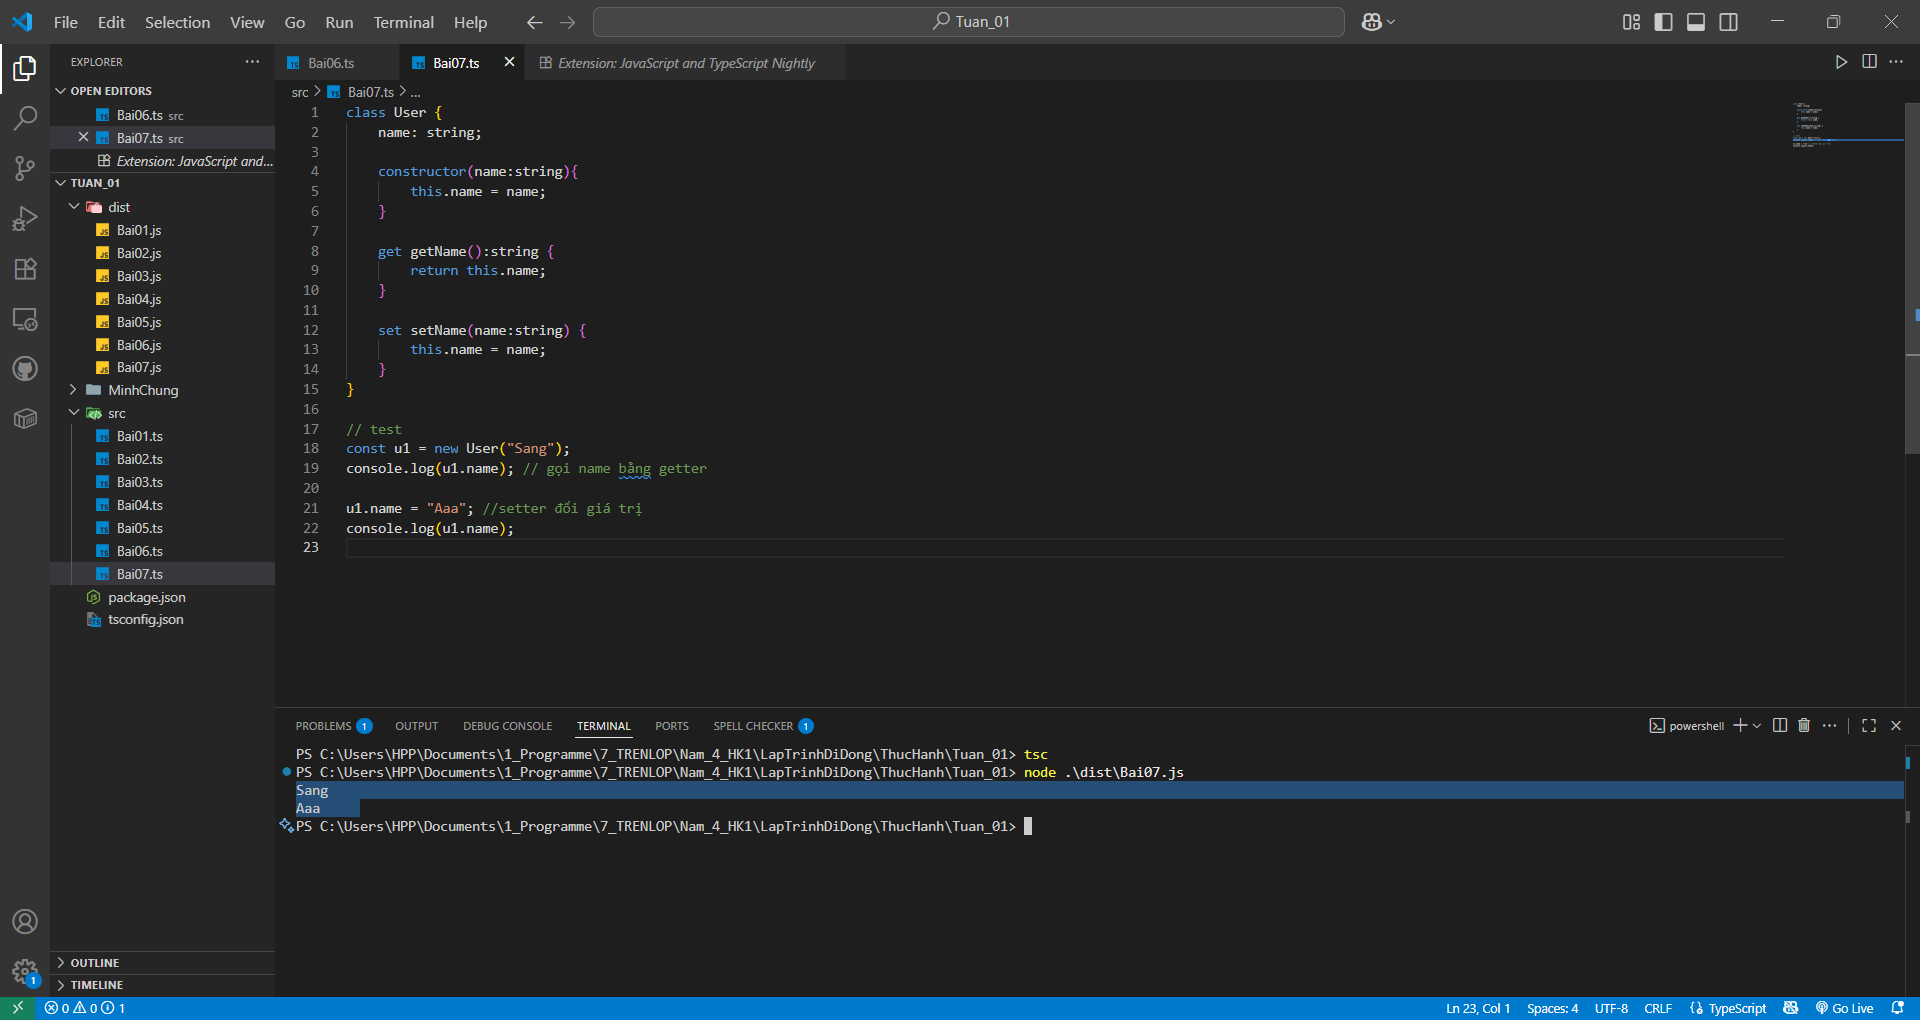 File Edit Selection View Go Run Terminal Help
Tuan_01
EXPLORER
OPEN EDITORS
Bai06.ts src
Bai07.ts src
Extension: JavaScript and...
TUAN_01
dist
Bai01.js
Bai02.js
Bai03.js
Bai04.js
Bai05.js
Bai06.js
Bai07.js
MinhChung
src
Bai01.ts
Bai02.ts
Bai03.ts
Bai04.ts
Bai05.ts
Bai06.ts
Bai07.ts
package.json
tsconfig.json
OUTLINE
TIMELINE
Bai06.ts Bai07.ts Extension: JavaScript and TypeScript Nightly
src > Bai07.ts > ...
1 class User {
2 name: string;
3
4 constructor(name:string){
5 this.name = name;
6 }
7
8 get getName():string {
9 return this.name;
10 }
11
12 set setName(name:string) {
13 this.name = name;
14 }
15 }
16
17 // test
18 const u1 = new User("Sang");
19 console.log(u1.name); // gọi name bằng getter
20
21 u1.name = "Aaa"; //setter đổi giá trị
22 console.log(u1.name);
23
PROBLEMS 1 OUTPUT DEBUG CONSOLE TERMINAL PORTS SPELL CHECKER 1
powershell
PS C:\Users\HPP\Documents\1_Programme\7_TRENLOP\Nam_4_HK1\LapTrinhDiDong\ThucHanh\Tuan_01> tsc
PS C:\Users\HPP\Documents\1_Programme\7_TRENLOP\Nam_4_HK1\LapTrinhDiDong\ThucHanh\Tuan_01> node .\dist\Bai07.js
Sang
Aaa
PS C:\Users\HPP\Documents\1_Programme\7_TRENLOP\Nam_4_HK1\LapTrinhDiDong\ThucHanh\Tuan_01>
1
0 0 1
Ln 23, Col 1 Spaces: 4 UTF-8 CRLF {} TypeScript Go Live